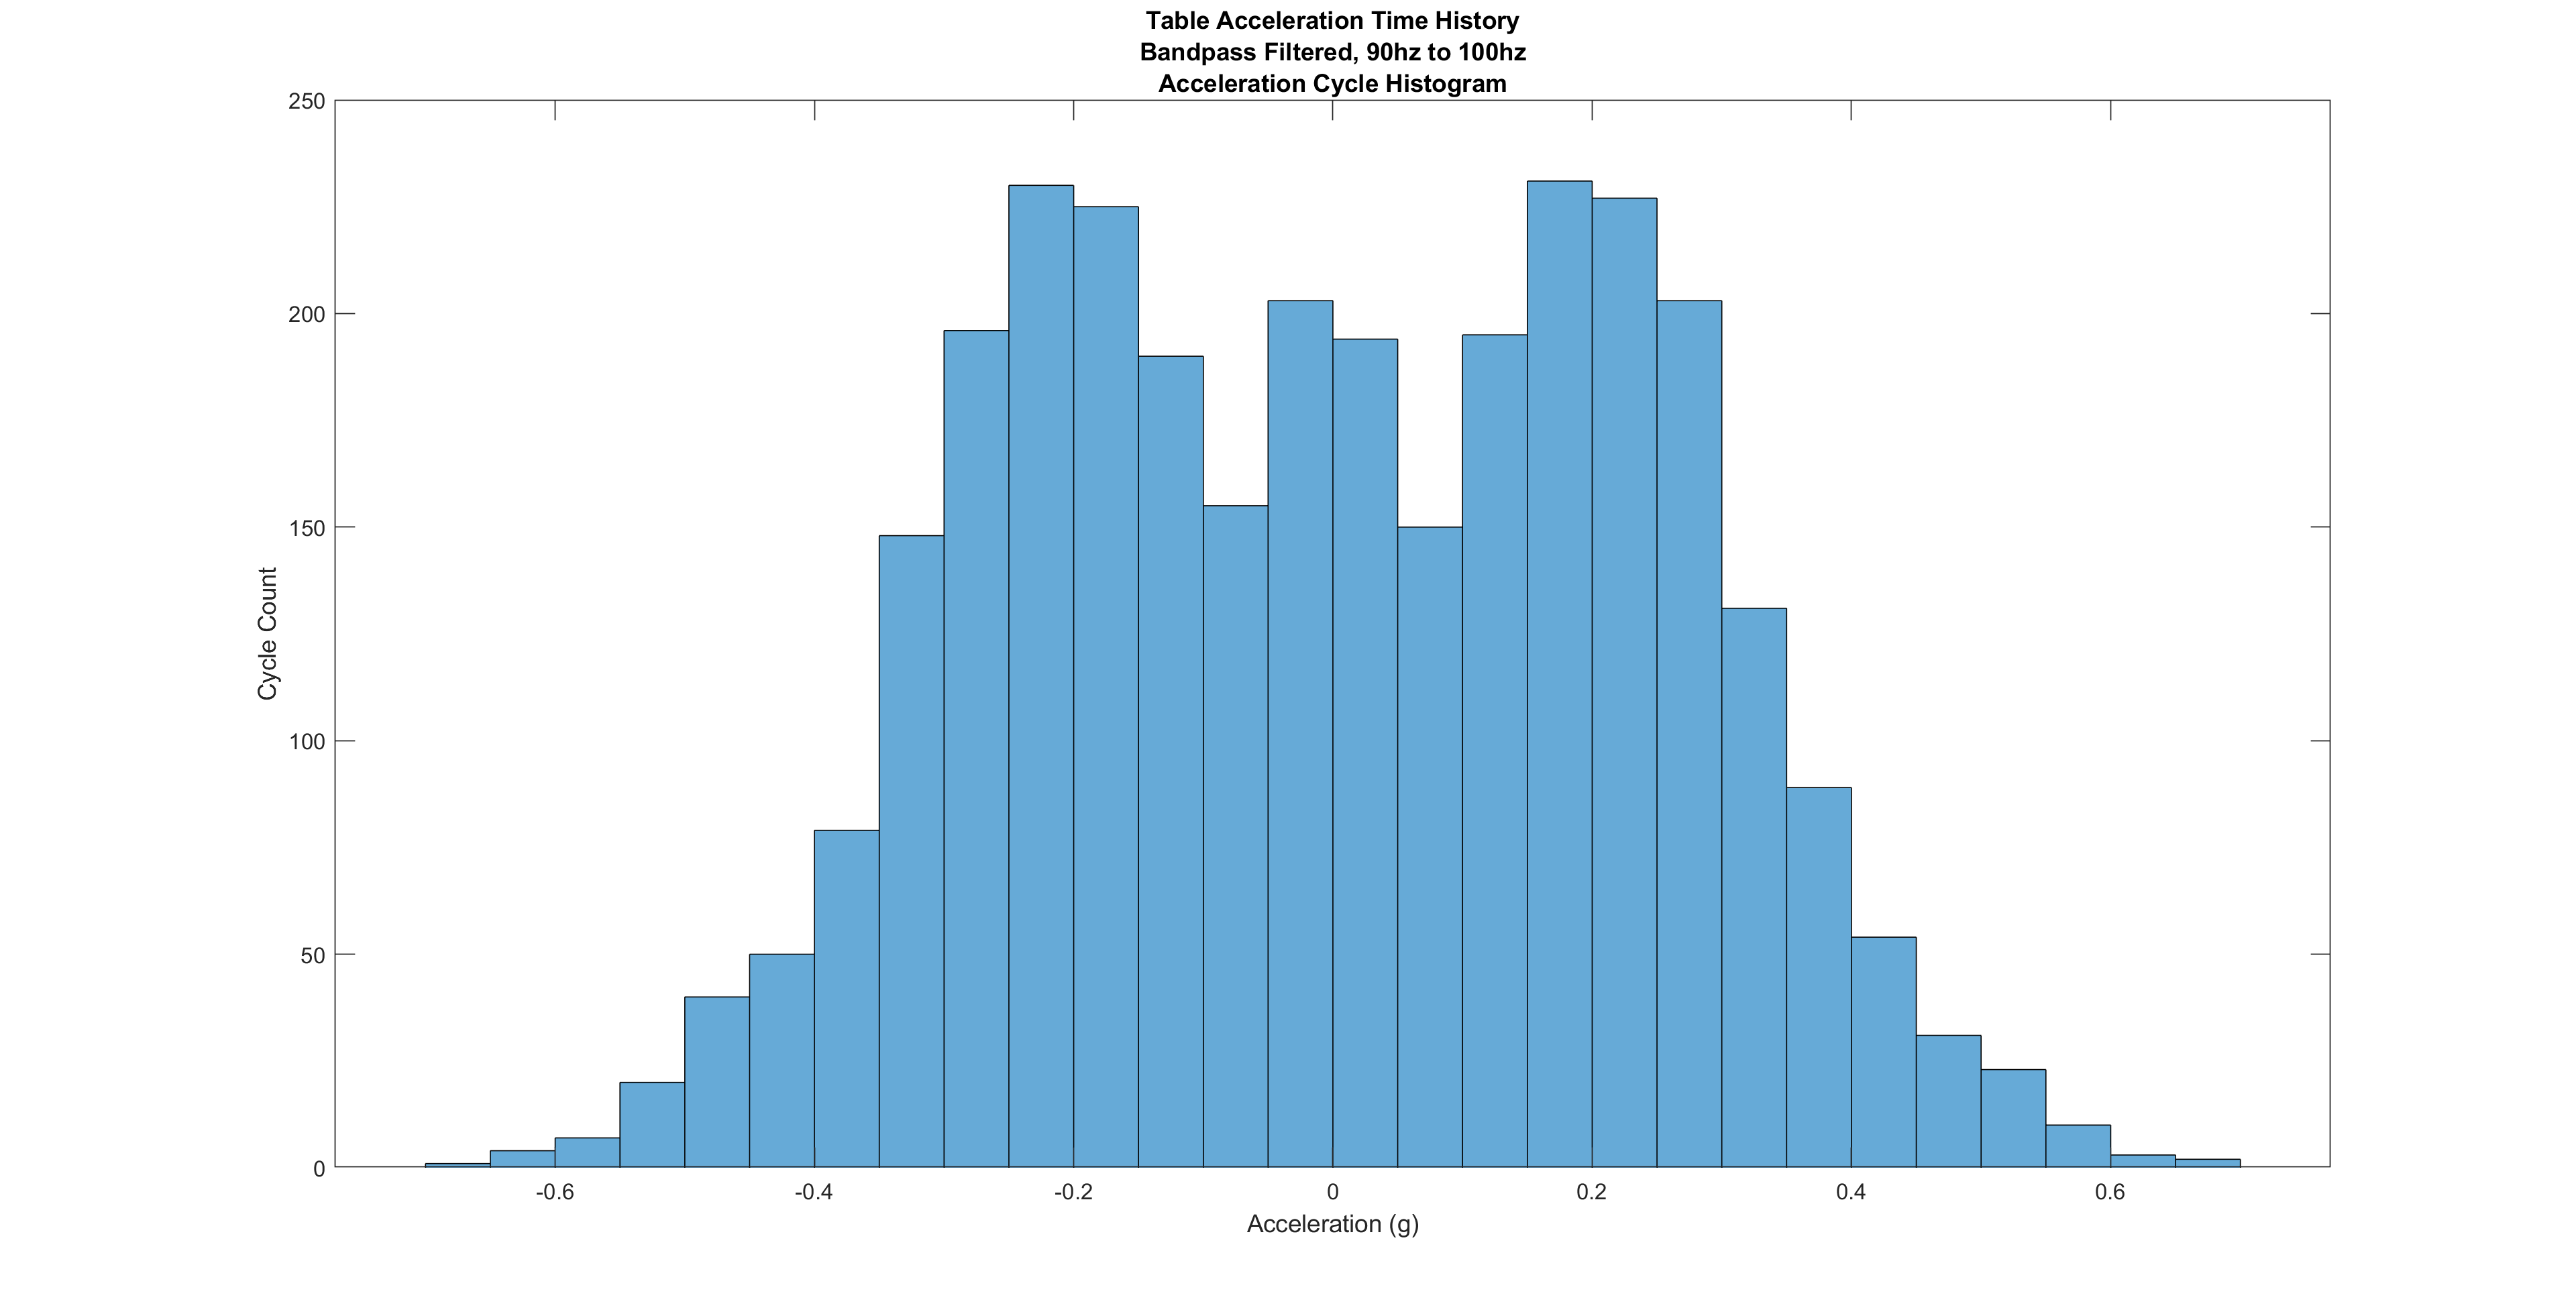 Table Acceleration Time History
Bandpass Filtered, 90hz to 100hz
Acceleration Cycle Histogram
250
200
150
100
50
0
Cycle Count
-0.6
-0.4
-0.2
0
0.2
0.4
0.6
Acceleration (g)